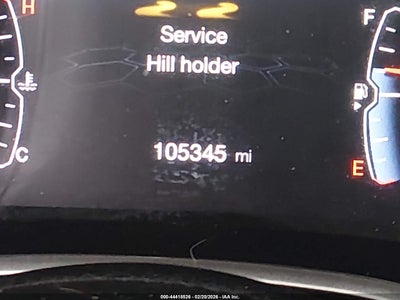 H
F
Service
Hill holder
C
105345 mi
E
000-44418526 - 02/20/2026 - IAA Inc.